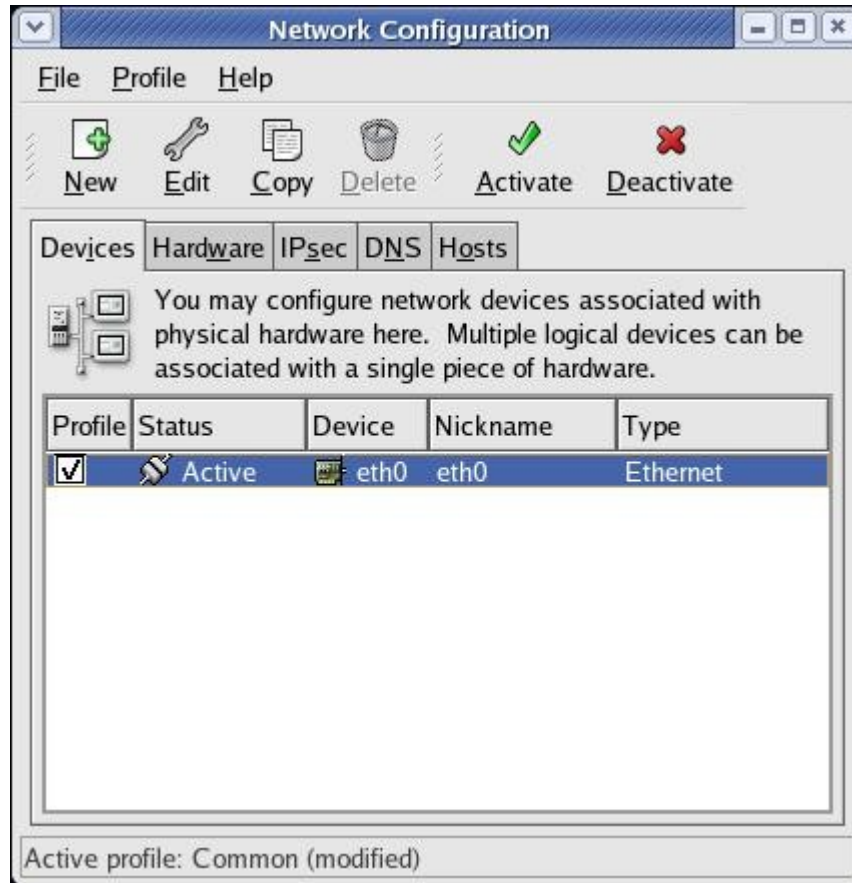 Network Configuration
File Profile Help
New Edit Copy Delete Activate Deactivate
Devices Hardware IPsec DNS Hosts
You may configure network devices associated with
physical hardware here. Multiple logical devices can be
associated with a single piece of hardware.
Profile Status Device Nickname Type
Active eth0 eth0 Ethernet
Active profile: Common (modified)